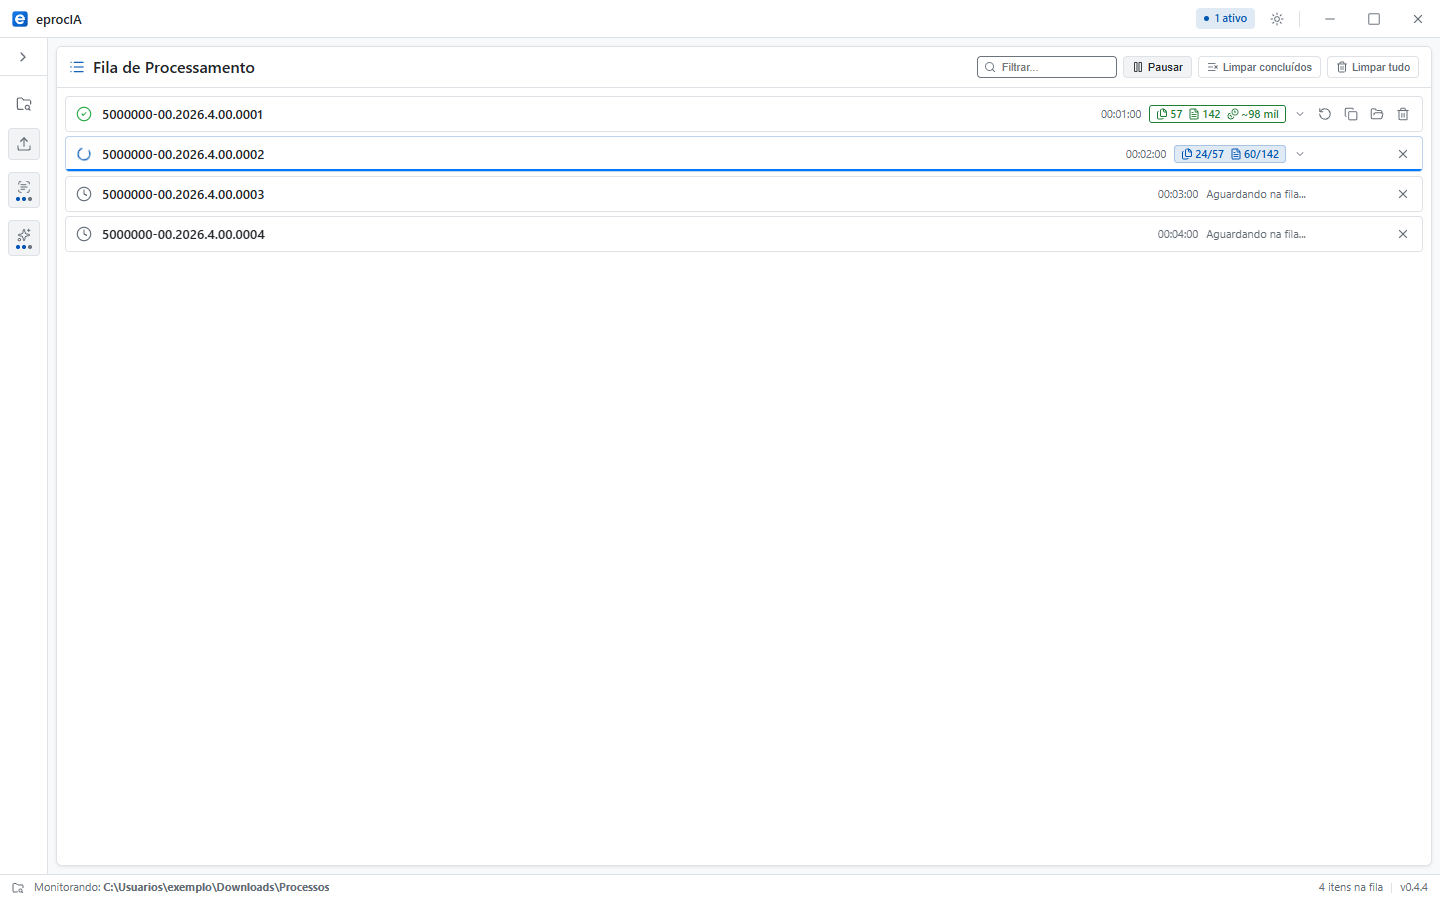 eprocIA
1 ativo
Fila de Processamento
Filtrar...
Pausar
Limpar concluídos
Limpar tudo
5000000-00.2026.4.00.0001
00:01:00
57 142 ~98 mil
5000000-00.2026.4.00.0002
00:02:00
24/57 60/142
5000000-00.2026.4.00.0003
00:03:00 Aguardando na fila...
5000000-00.2026.4.00.0004
00:04:00 Aguardando na fila...
Monitorando: C:\Usuarios\exemplo\Downloads\Processos
4 itens na fila
v0.4.4